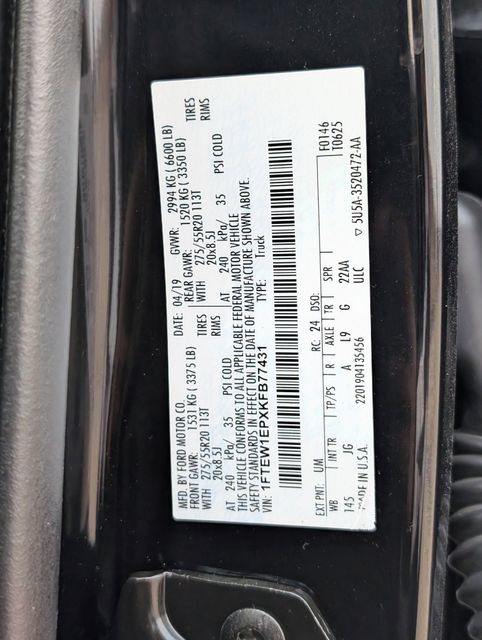 MFD. BY FORD MOTOR CO.
DATE: 04/19 GVWR: 2994 KG ( 6600 LB)
FRONT GAWR: 1531 KG ( 3375 LB) REAR GAWR: 1520 KG ( 3350 LB)
WITH 275/55R20 113T TIRES WITH 275/55R20 113T TIRES
20x8.5J RIMS 20x8.5J RIMS
AT 240 kPa/ 35 PSI COLD AT 240 kPa/ 35 PSI COLD
THIS VEHICLE CONFORMS TO ALL APPLICABLE FEDERAL MOTOR VEHICLE
SAFETY STANDARDS IN EFFECT ON THE DATE OF MANUFACTURE SHOWN ABOVE.
VIN: 1FTEW1EPXKFB77431 TYPE: Truck
F0146
T0625
EXT PNT: UM RC: 24 DSO:
WB INT TR TP/PS R AXLE TR SPR
145 JG A L9 G 22AA
2201904135456 ULC
MADE IN U.S.A. ▽ 5U5A-3520472-AA